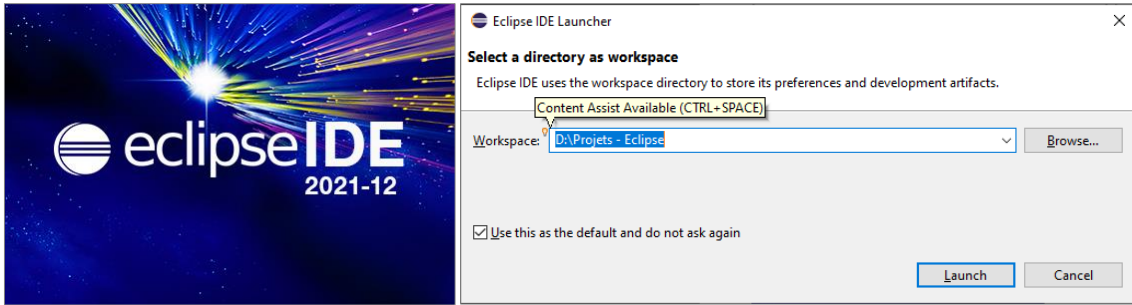 eclipse IDE
2021-12
Eclipse IDE Launcher
Select a directory as workspace
Eclipse IDE uses the workspace directory to store its preferences and development artifacts.
Content Assist Available (CTRL+SPACE)
Workspace: D:\Projets - Eclipse Browse...
Use this as the default and do not ask again
Launch Cancel